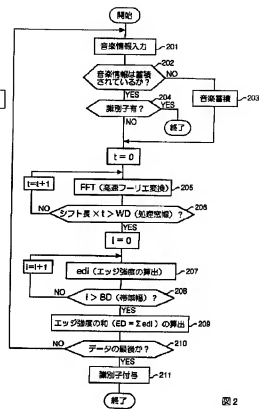 開始
音楽情報入力
201
202
音楽情報は蓄積
されているか?
NO
YES
204
識別子有?
YES
NO
終了
音楽蓄積
203
t = 0
t=t+1
FFT(高速フーリエ変換)
205
206
シフト長×t>WD(処理窓幅)?
NO
YES
i = 0
i=i+1
edi(エッジ強度の算出)
207
208
i>BD(帯域幅)?
NO
YES
エッジ強度の和(ED=Σedi)の算出
209
210
データの最後か?
NO
YES
識別子付与
211
終了
図2